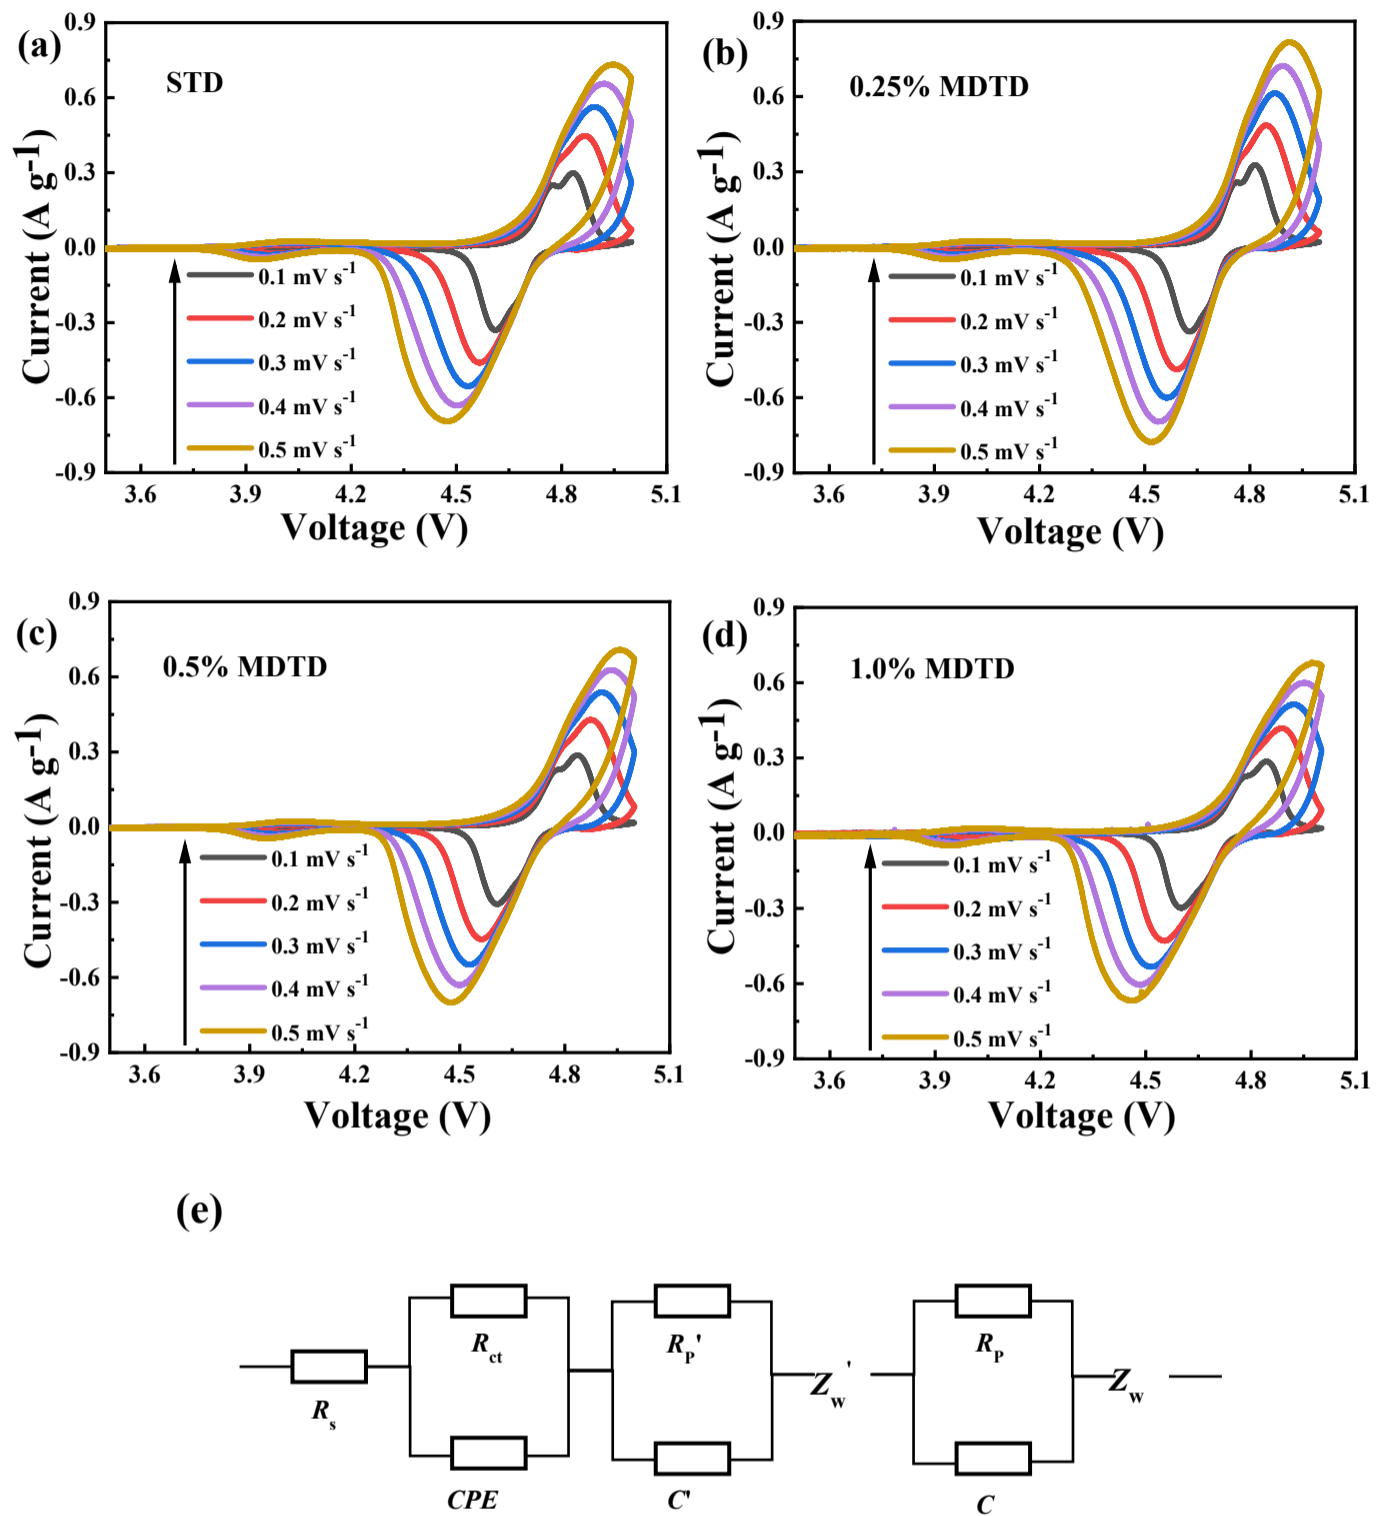 (a)
STD
Current (A g-1)
0.9
0.6
0.3
0.0
-0.3
-0.6
-0.9
0.1 mV s-1
0.2 mV s-1
0.3 mV s-1
0.4 mV s-1
0.5 mV s-1
3.6 3.9 4.2 4.5 4.8 5.1
Voltage (V)
(b)
0.25% MDTD
Current (A g-1)
0.9
0.6
0.3
0.0
-0.3
-0.6
-0.9
0.1 mV s-1
0.2 mV s-1
0.3 mV s-1
0.4 mV s-1
0.5 mV s-1
3.6 3.9 4.2 4.5 4.8 5.1
Voltage (V)
(c)
0.5% MDTD
Current (A g-1)
0.9
0.6
0.3
0.0
-0.3
-0.6
-0.9
0.1 mV s-1
0.2 mV s-1
0.3 mV s-1
0.4 mV s-1
0.5 mV s-1
3.6 3.9 4.2 4.5 4.8 5.1
Voltage (V)
(d)
1.0% MDTD
Current (A g-1)
0.9
0.6
0.3
0.0
-0.3
-0.6
-0.9
0.1 mV s-1
0.2 mV s-1
0.3 mV s-1
0.4 mV s-1
0.5 mV s-1
3.6 3.9 4.2 4.5 4.8 5.1
Voltage (V)
(e)
Rs
Rct
CPE
RP'
C'
Zw'
RP
C
Zw